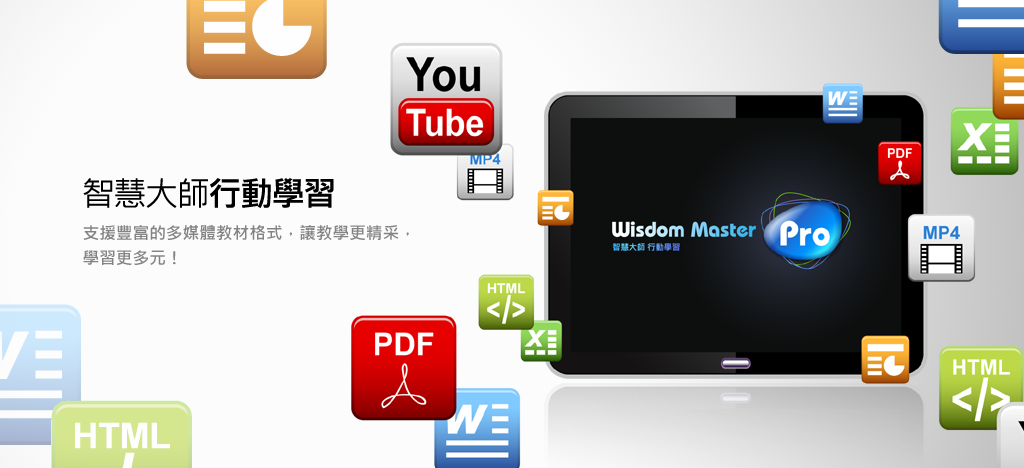 You
Tube
MP4
W
PDF
X
智慧大師行動學習
支援豐富的多媒體教材格式，讓教學更精采，
學習更多元！
Wisdom Master Pro
智慧大師 行動學習
MP4
HTML
</>
X
W
PDF
HTML
</>
HTML
W